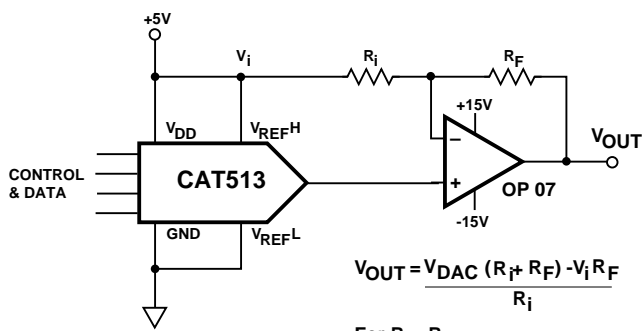 +5V
Vi
Ri
RF
+15V
VDD
VREFH
VOUT
–
CONTROL
& DATA
CAT513
+
OP 07
-15V
GND
VREFL
VOUT = VDAC (Ri+ RF) -Vi RF
Ri